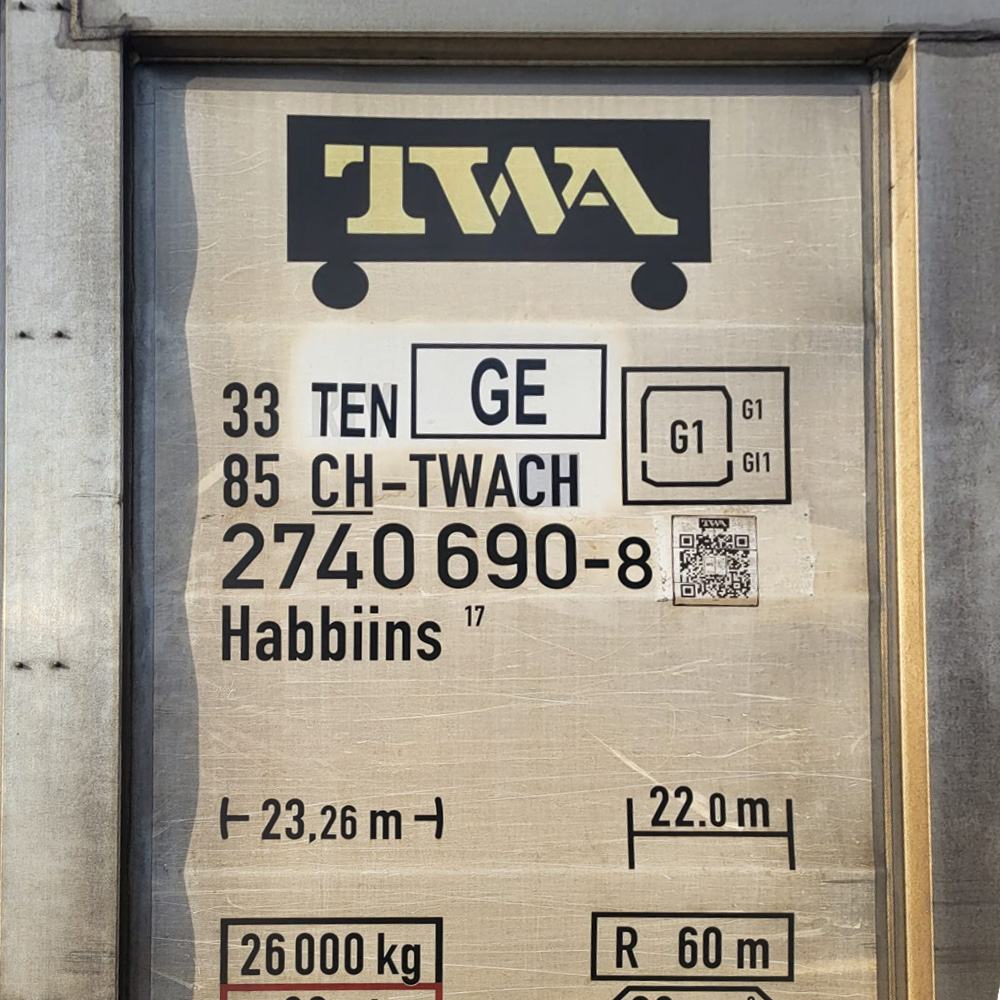 TWA
33 TEN GE
85 CH-TWACH
G1 G1
GI1
2740 690-8
TWA
Habbiins 17
23,26 m
22.0 m
26 000 kg
R 60 m